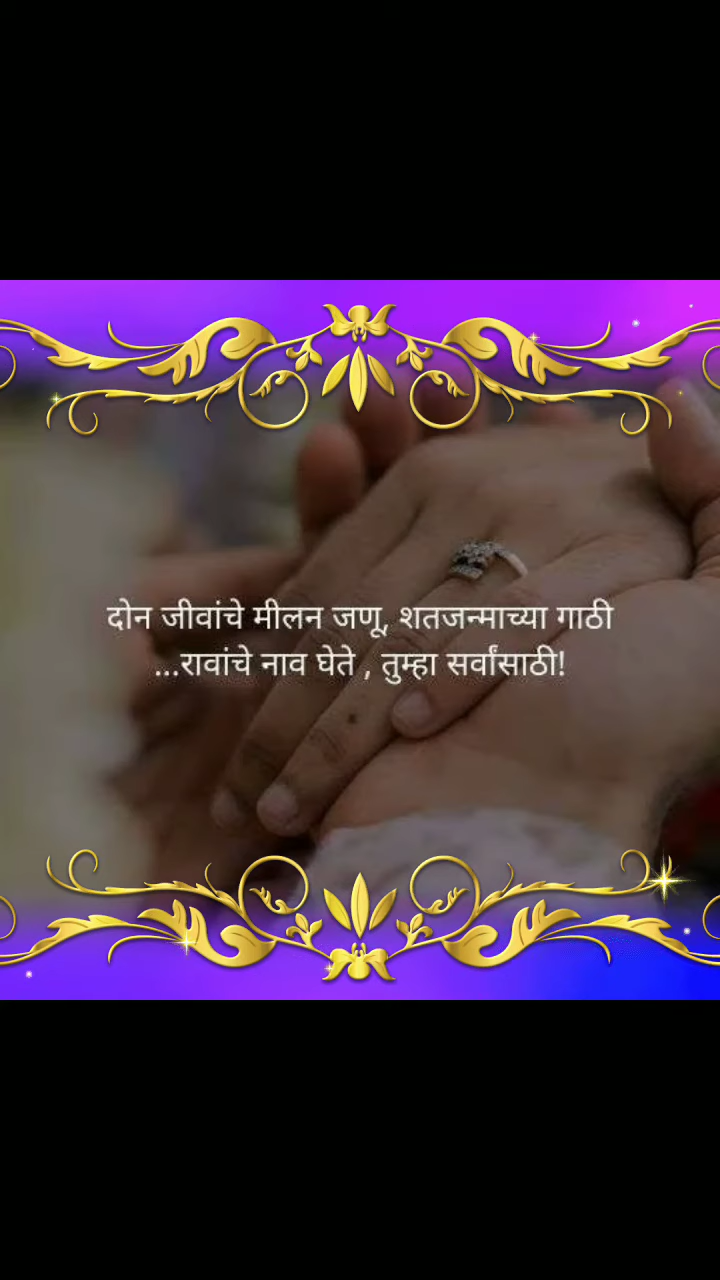 दोन जीवांचे मीलन जणू, शतजन्माच्या गाठी
...रावांचे नाव घेते , तुम्हा सर्वांसाठी!